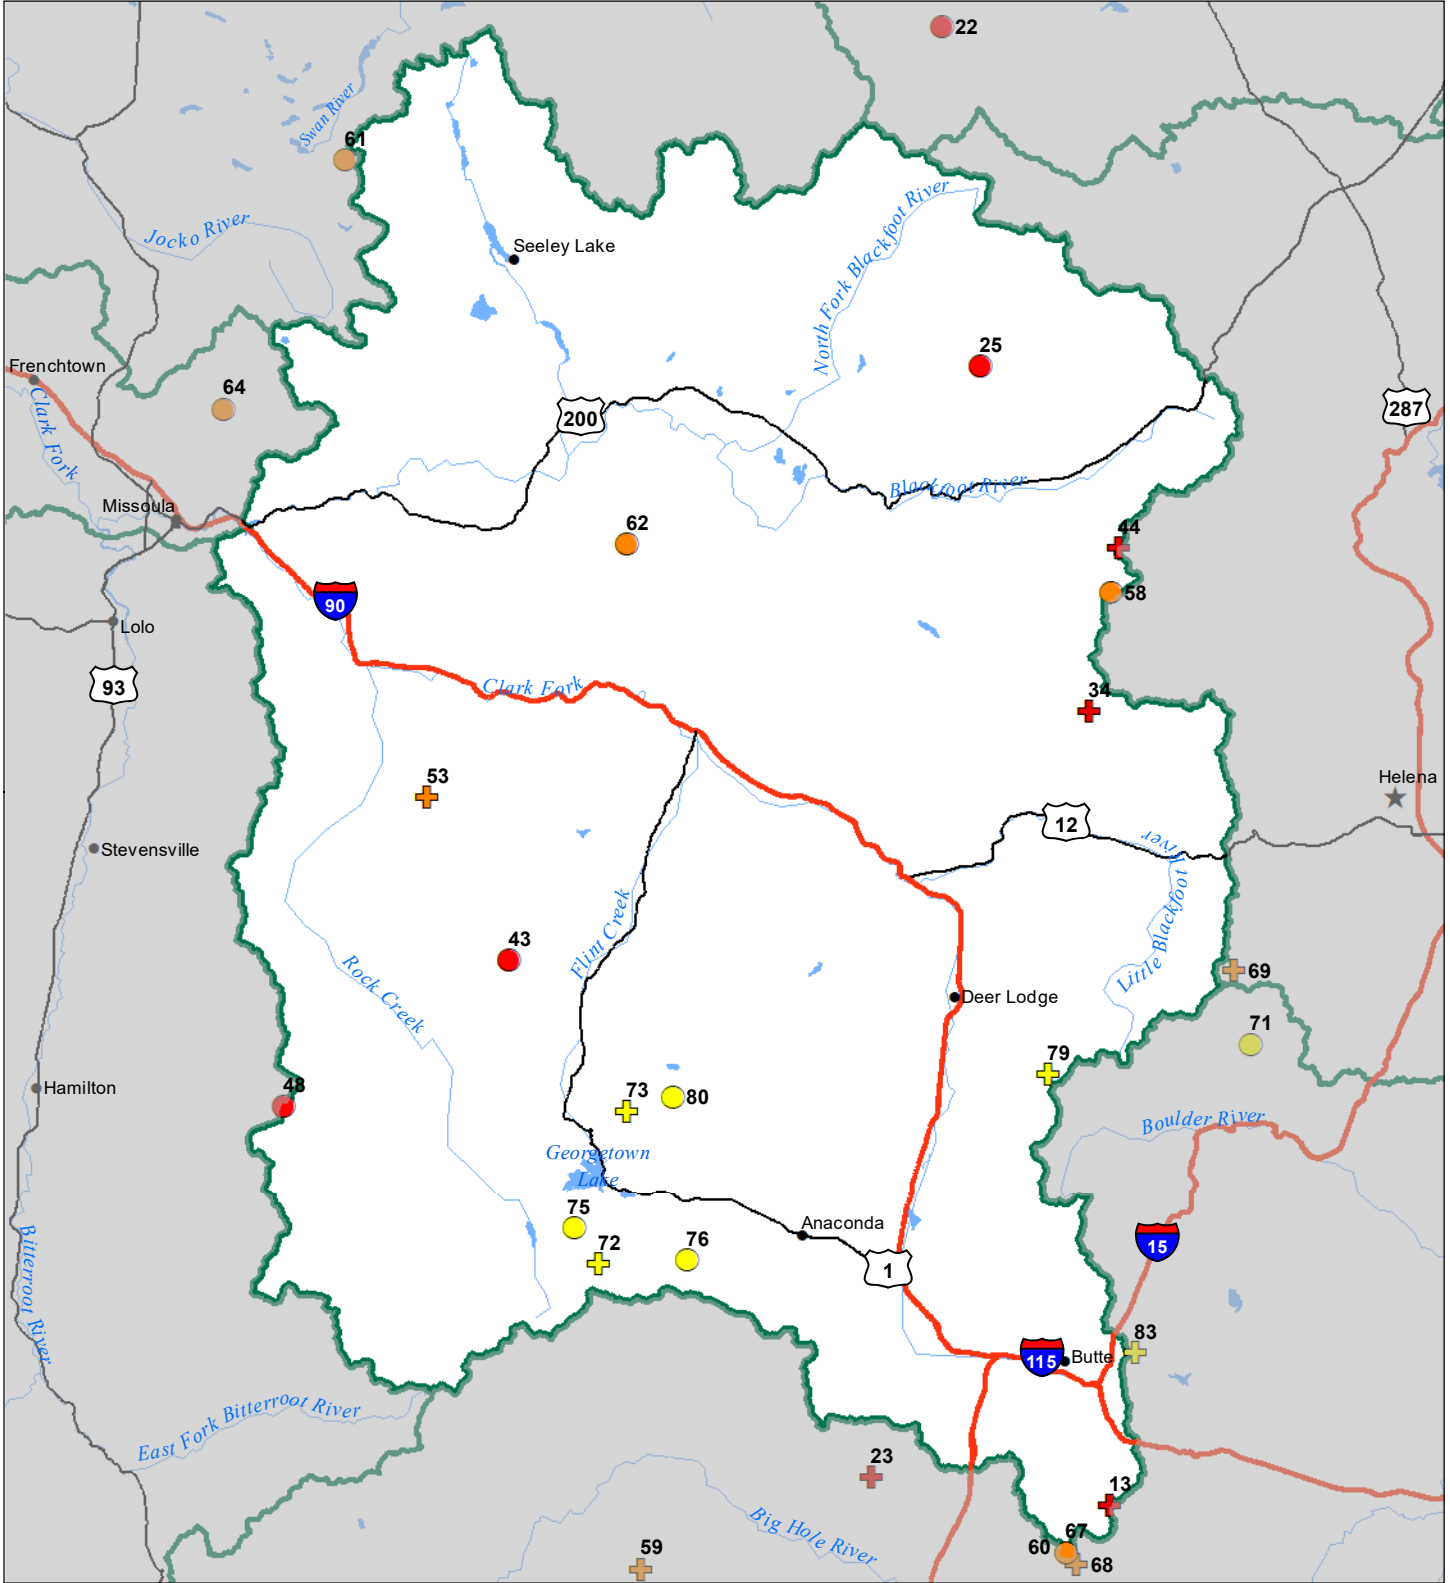 22
Swan River
61
Jocko River
Seeley Lake
North Fork Blackfoot River
25
Frenchtown
64
Clark Fork
200
287
Blackfoot River
Missoula
62
44
58
90
Lolo
93
Clark Fork
34
53
Helena
12
Stevensville
Little Blackfoot River
Flint Creek
43
Rock Creek
69
Deer Lodge
71
79
Hamilton
48
73
80
Boulder River
Georgetown
Lake
75
72
76
Anaconda
1
15
Bitterroot River
83
115
Butte
East Fork Bitterroot River
23
13
Big Hole River
67
60
59
68